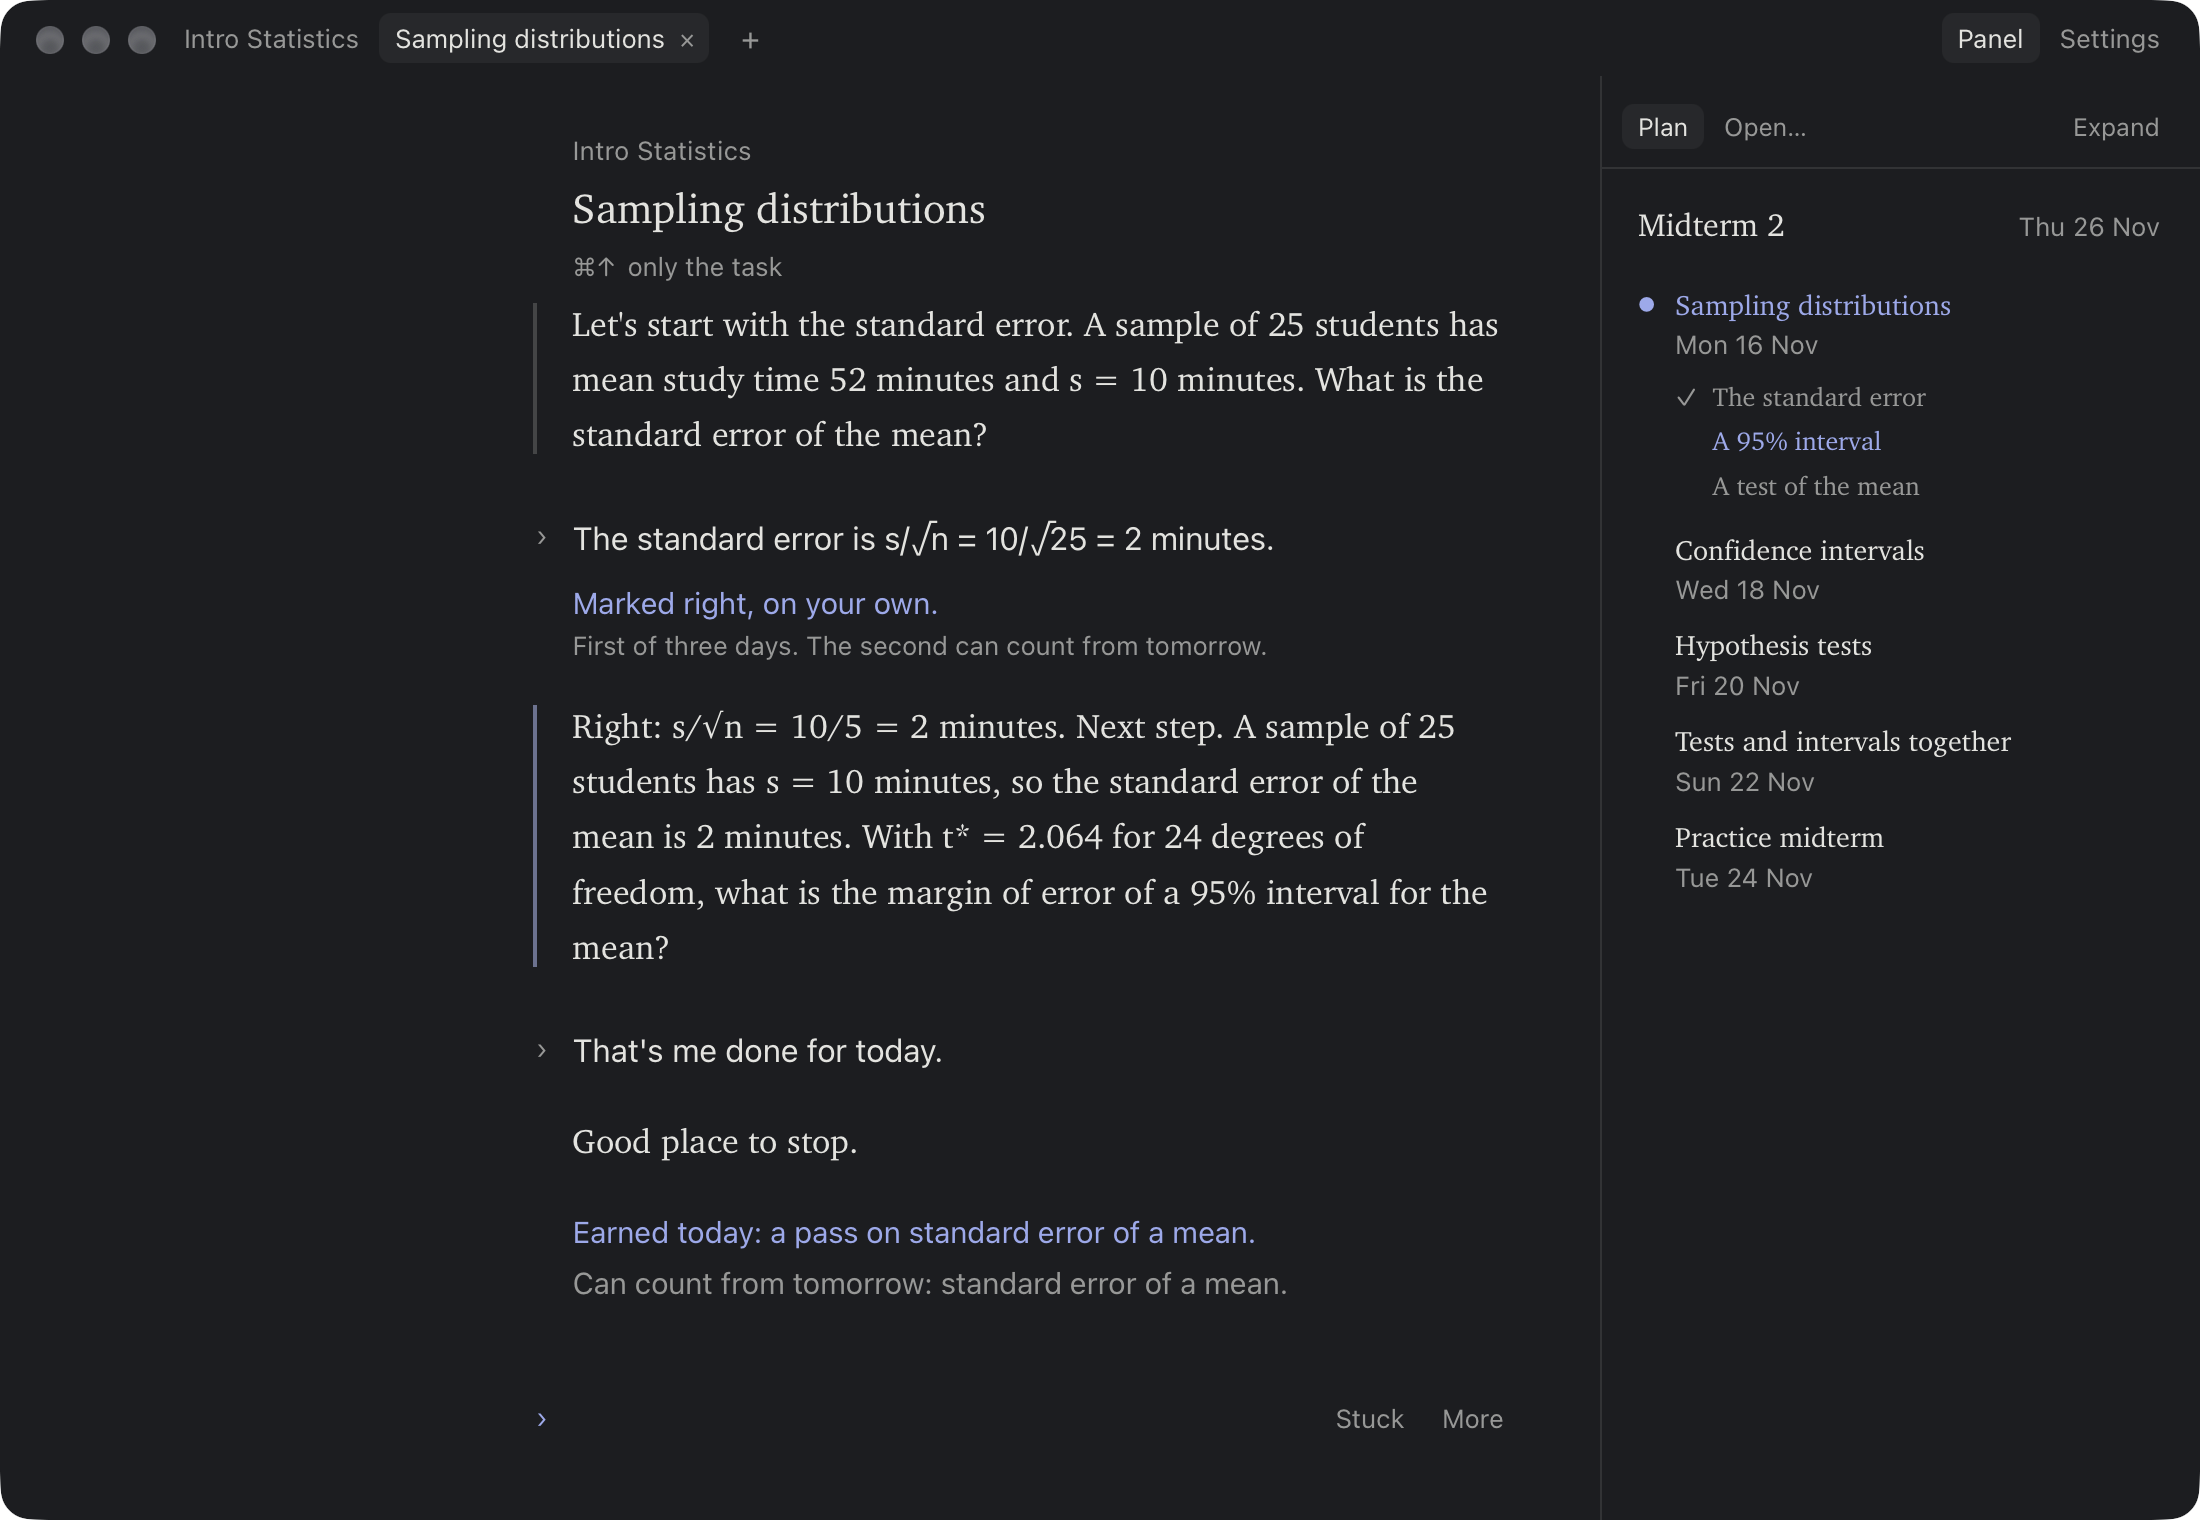 Intro Statistics
Sampling distributions ×
+
Panel
Settings
Intro Statistics
Sampling distributions
⌘↑ only the task
Let's start with the standard error. A sample of 25 students has
mean study time 52 minutes and s = 10 minutes. What is the
standard error of the mean?
› The standard error is s/√n = 10/√25 = 2 minutes.
Marked right, on your own.
First of three days. The second can count from tomorrow.
Right: s/√n = 10/5 = 2 minutes. Next step. A sample of 25
students has s = 10 minutes, so the standard error of the
mean is 2 minutes. With t* = 2.064 for 24 degrees of
freedom, what is the margin of error of a 95% interval for the
mean?
› That's me done for today.
Good place to stop.
Earned today: a pass on standard error of a mean.
Can count from tomorrow: standard error of a mean.
›
Stuck
More
Plan
Open...
Expand
Midterm 2
Thu 26 Nov
Sampling distributions
Mon 16 Nov
✓ The standard error
A 95% interval
A test of the mean
Confidence intervals
Wed 18 Nov
Hypothesis tests
Fri 20 Nov
Tests and intervals together
Sun 22 Nov
Practice midterm
Tue 24 Nov